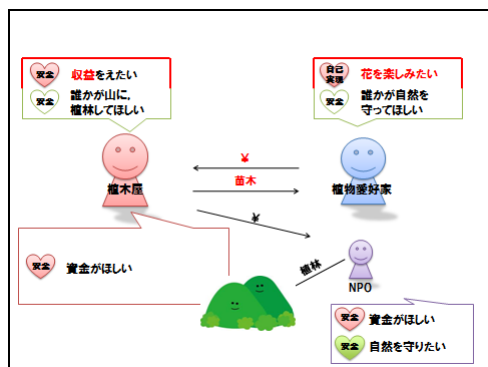 安全 収益をえたい
安全 誰かが山に,
植林してほしい
自己
実現 花を楽しみたい
安全 誰かが自然を
守ってほしい
¥
苗木
植木屋
植物愛好家
¥
安全 資金がほしい
植林
NPO
安全 資金がほしい
安全 自然を守りたい